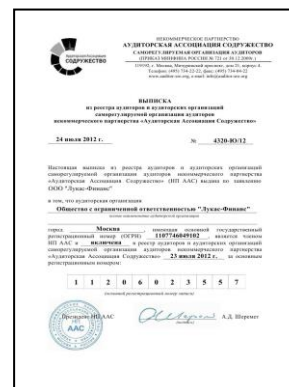 НЕКОММЕРЧЕСКОЕ ПАРТНЕРСТВО
АУДИТОРСКАЯ АССОЦИАЦИЯ СОДРУЖЕСТВО
САМОРЕГУЛИРУЕМАЯ ОРГАНИЗАЦИЯ АУДИТОРОВ
ВЫПИСКА
из реестра аудиторов и аудиторских организаций
саморегулируемой организации аудиторов
некоммерческого партнерства «Аудиторская Ассоциация Содружество»
24 июля 2012 г. № 4320-Ю/12
Настоящая выписка из реестра аудиторов и аудиторских организаций
саморегулируемой организации аудиторов некоммерческого партнерства
«Аудиторская Ассоциация Содружество» (НП ААС) выдана по заявлению
ООО "Лукас-Финанс"
в том, что аудиторская организация
Общество с ограниченной ответственностью "Лукас-Финанс"
город Москва, имеющая основной государственный
регистрационный номер (ОГРН) 1107746049102 является членом
НП ААС и включена в реестр аудиторов и аудиторских организаций
саморегулируемой организации аудиторов некоммерческого партнерства
«Аудиторская Ассоциация Содружество» 23 июля 2012 г. за основным
регистрационным номером:
1 1 2 0 6 0 2 3 5 5 7
Президент НП ААС А.Д. Шеремет
ААС